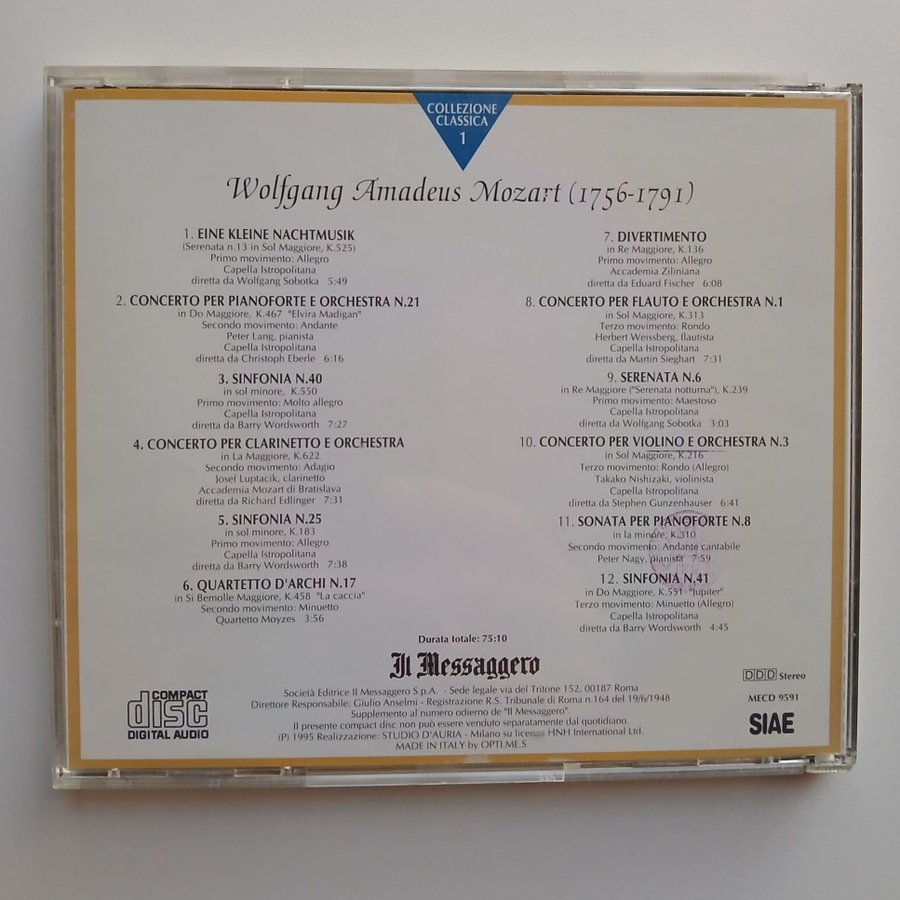 COLLEZIONE
CLASSICA
1
Wolfgang Amadeus Mozart (1756-1791)
1. EINE KLEINE NACHTMUSIK
(Serenata n.13 in Sol Maggiore, K.525)
Primo movimento: Allegro
Capella Istropolitana
diretta da Wolfgang Sobotka 5:49
2. CONCERTO PER PIANOFORTE E ORCHESTRA N.21
in Do Maggiore, K.467 "Elvira Madigan"
Secondo movimento: Andante
Peter Lang, pianista
Capella Istropolitana
diretta da Christoph Eberle 6:16
3. SINFONIA N.40
in sol minore, K.550
Primo movimento: Molto allegro
Capella Istropolitana
diretta da Barry Wordsworth 7:27
4. CONCERTO PER CLARINETTO E ORCHESTRA
in La Maggiore, K.622
Secondo movimento: Adagio
Josef Luptacik, clarinetto
Accademia Mozart di Bratislava
diretta da Richard Edlinger 7:31
5. SINFONIA N.25
in sol minore, K.183
Primo movimento: Allegro
Capella Istropolitana
diretta da Barry Wordsworth 7:38
6. QUARTETTO D'ARCHI N.17
in Si Bemolle Maggiore, K.458 "La caccia"
Secondo movimento: Minuetto
Quartetto Moyzes 3:56
7. DIVERTIMENTO
in Re Maggiore, K.136
Primo movimento: Allegro
Accademia Ziliniana
diretta da Eduard Fischer 6:08
8. CONCERTO PER FLAUTO E ORCHESTRA N.1
in Sol Maggiore, K.313
Terzo movimento: Rondo
Herbert Weissberg, flautista
Capella Istropolitana
diretta da Martin Sieghart 7:31
9. SERENATA N.6
in Re Maggiore ("Serenata notturna"), K.239
Primo movimento: Maestoso
Capella Istropolitana
diretta da Wolfgang Sobotka 3:03
10. CONCERTO PER VIOLINO E ORCHESTRA N.3
in Sol Maggiore, K.216
Terzo movimento: Rondo (Allegro)
Takako Nishizaki, violinista
Capella Istropolitana
diretta da Stephen Gunzenhauser 6:41
11. SONATA PER PIANOFORTE N.8
in la minore, K.310
Secondo movimento: Andante cantabile
Peter Nagy, pianista 7:59
12. SINFONIA N.41
in Do Maggiore, K.551 "Jupiter"
Terzo movimento: Minuetto (Allegro)
Capella Istropolitana
diretta da Barry Wordsworth 4:45
Durata totale: 75:10
Il Messaggero
Società Editrice Il Messaggero S.p.A. - Sede legale via del Tritone 152, 00187 Roma
Direttore Responsabile: Giulio Anselmi - Registrazione R.S. Tribunale di Roma n.164 del 19/6/1948
Supplemento al numero odierno de "Il Messaggero".
Il presente compact disc non può essere venduto separatamente dal quotidiano.
(P) 1995 Realizzazione: STUDIO D'AURIA - Milano su licenza HNH International Ltd.
MADE IN ITALY by OPTI.ME.S.
COMPACT
disc
DIGITAL AUDIO
DDD Stereo
MECD 9591
SIAE